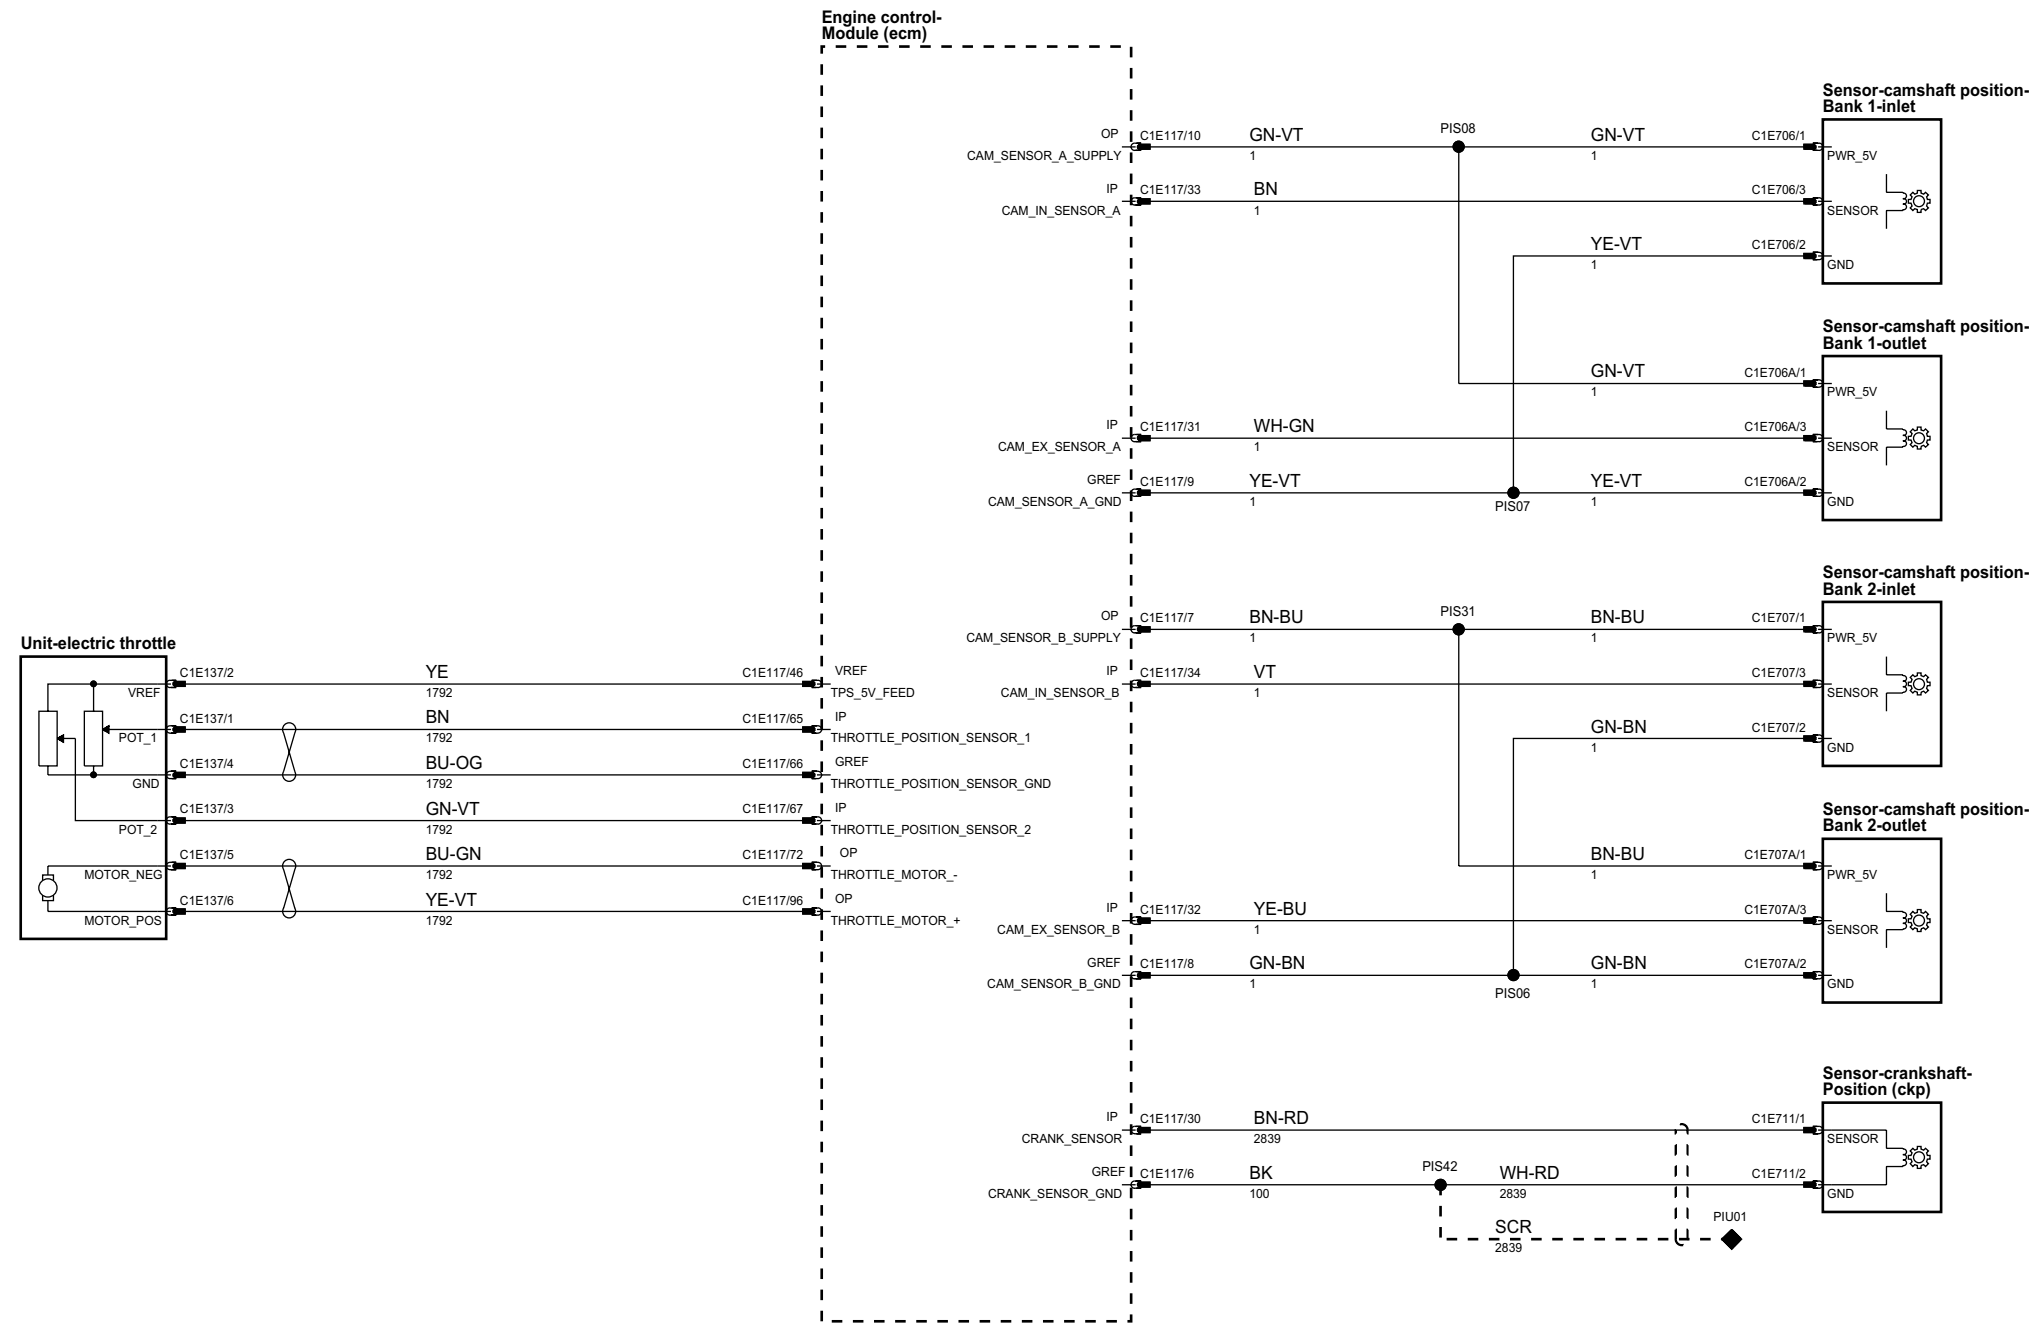 Engine control-
Module (ecm)
Sensor-camshaft position-
Bank 1-inlet
OP
C1E117/10
GN-VT
PIS08
GN-VT
C1E706/1
CAM_SENSOR_A_SUPPLY
1
1
PWR_5V
IP
C1E117/33
BN
C1E706/3
CAM_IN_SENSOR_A
1
SENSOR
YE-VT
C1E706/2
1
GND
Sensor-camshaft position-
Bank 1-outlet
GN-VT
C1E706A/1
1
PWR_5V
IP
C1E117/31
WH-GN
C1E706A/3
CAM_EX_SENSOR_A
1
SENSOR
GREF
C1E117/9
YE-VT
YE-VT
C1E706A/2
CAM_SENSOR_A_GND
1
PIS07
1
GND
Sensor-camshaft position-
Bank 2-inlet
OP
C1E117/7
BN-BU
PIS31
BN-BU
C1E707/1
CAM_SENSOR_B_SUPPLY
1
1
PWR_5V
IP
C1E117/34
VT
C1E707/3
CAM_IN_SENSOR_B
1
SENSOR
GN-BN
C1E707/2
1
GND
Sensor-camshaft position-
Bank 2-outlet
BN-BU
C1E707A/1
1
PWR_5V
IP
C1E117/32
YE-BU
C1E707A/3
CAM_EX_SENSOR_B
1
SENSOR
GREF
C1E117/8
GN-BN
GN-BN
C1E707A/2
CAM_SENSOR_B_GND
1
PIS06
1
GND
Unit-electric throttle
C1E137/2
YE
C1E117/46
VREF
VREF
1792
TPS_5V_FEED
C1E137/1
BN
C1E117/65
IP
POT_1
1792
THROTTLE_POSITION_SENSOR_1
C1E137/4
BU-OG
C1E117/66
GREF
GND
1792
THROTTLE_POSITION_SENSOR_GND
C1E137/3
GN-VT
C1E117/67
IP
POT_2
1792
THROTTLE_POSITION_SENSOR_2
C1E137/5
BU-GN
C1E117/72
OP
MOTOR_NEG
1792
THROTTLE_MOTOR_-
C1E137/6
YE-VT
C1E117/96
OP
MOTOR_POS
1792
THROTTLE_MOTOR_+
Sensor-crankshaft-
Position (ckp)
IP
C1E117/30
BN-RD
C1E711/1
CRANK_SENSOR
2839
SENSOR
GREF
C1E117/6
BK
PIS42
WH-RD
C1E711/2
CRANK_SENSOR_GND
100
2839
GND
SCR
PIU01
2839